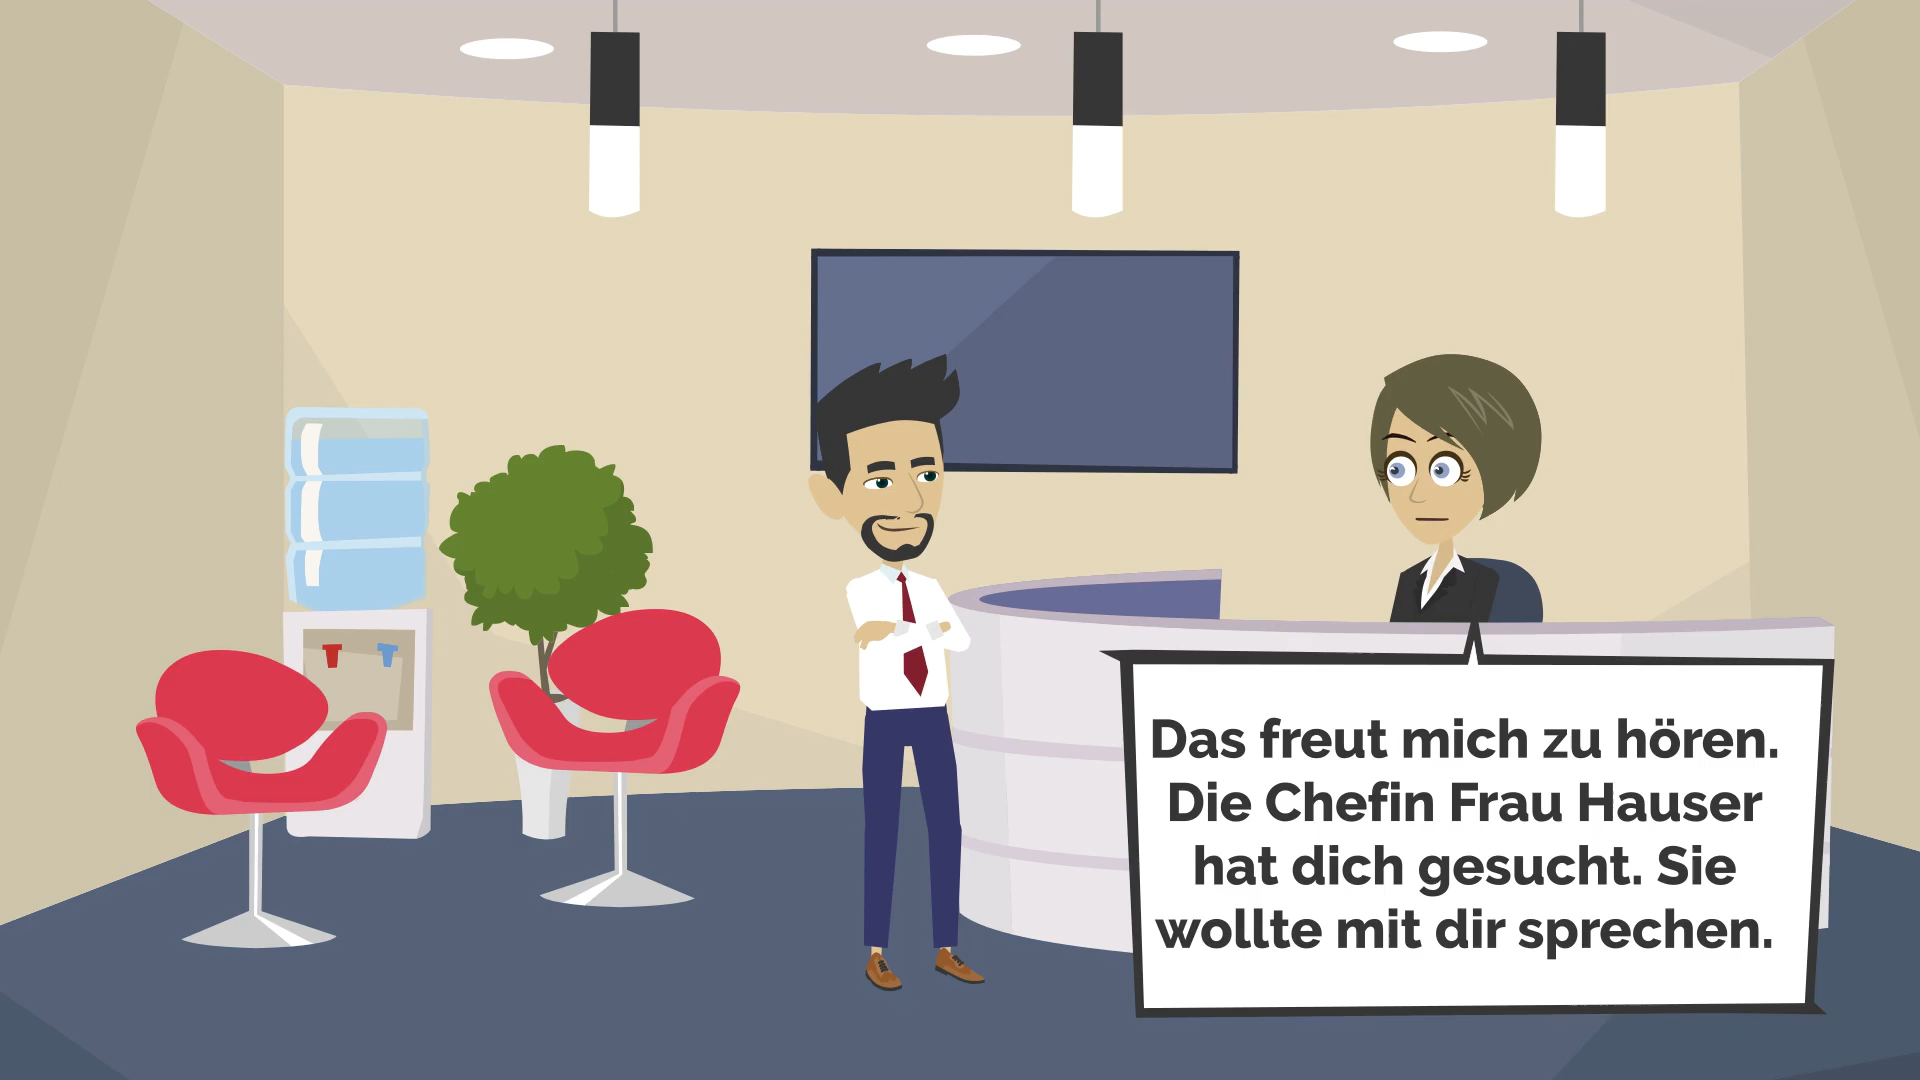 Das freut mich zu hören.
Die Chefin Frau Hauser
hat dich gesucht. Sie
wollte mit dir sprechen.